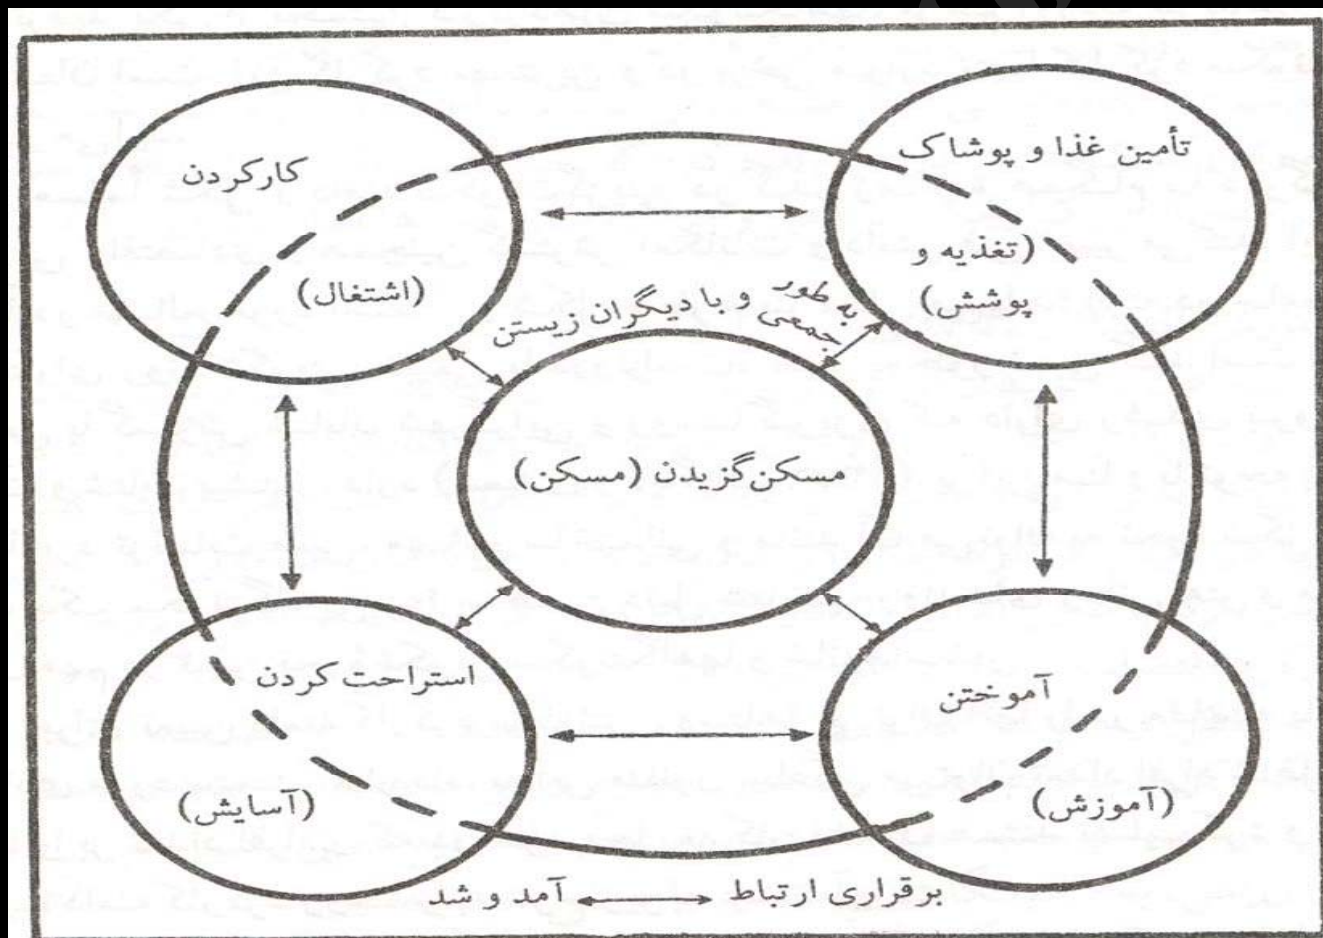 تأمین غذا و پوشاک
(تغذیه و
پوشش)
کارکردن
(اشتغال)
به طور
جمعی و با دیگران زیستن
مسکن‌گزیدن (مسکن)
آموختن
(آموزش)
استراحت کردن
(آسایش)
برقراری ارتباط
آمد و شد